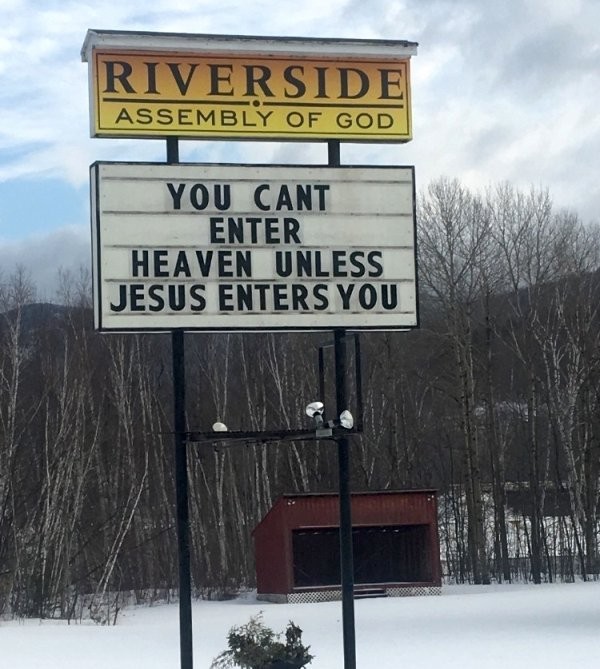 RIVERSIDE
ASSEMBLY OF GOD
YOU CANT
ENTER
HEAVEN UNLESS
JESUS ENTERS YOU